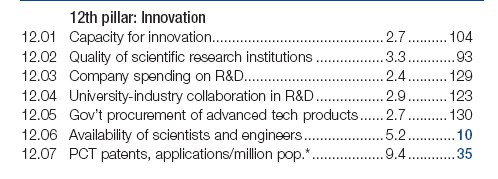 12th pillar: Innovation
12.01 Capacity for innovation.......................................2.7..........104
12.02 Quality of scientific research institutions................3.3............93
12.03 Company spending on R&D................................2.4..........129
12.04 University-industry collaboration in R&D................2.9..........123
12.05 Gov't procurement of advanced tech products......2.7..........130
12.06 Availability of scientists and engineers...................5.2............10
12.07 PCT patents, applications/million pop.*.................9.4............35